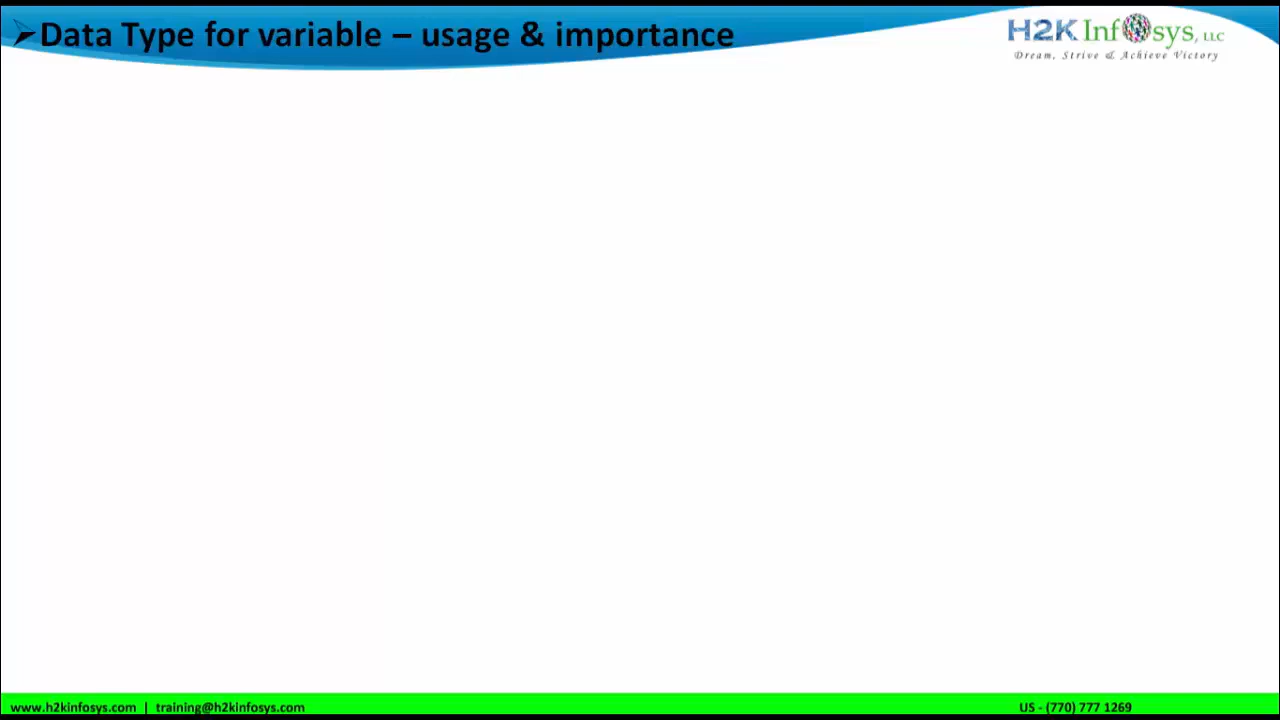 ➢Data Type for variable – usage & importance
H2K Infosys, LLC
Dream, Strive & Achieve Victory
www.h2kinfosys.com | training@h2kinfosys.com
US - (770) 777 1269